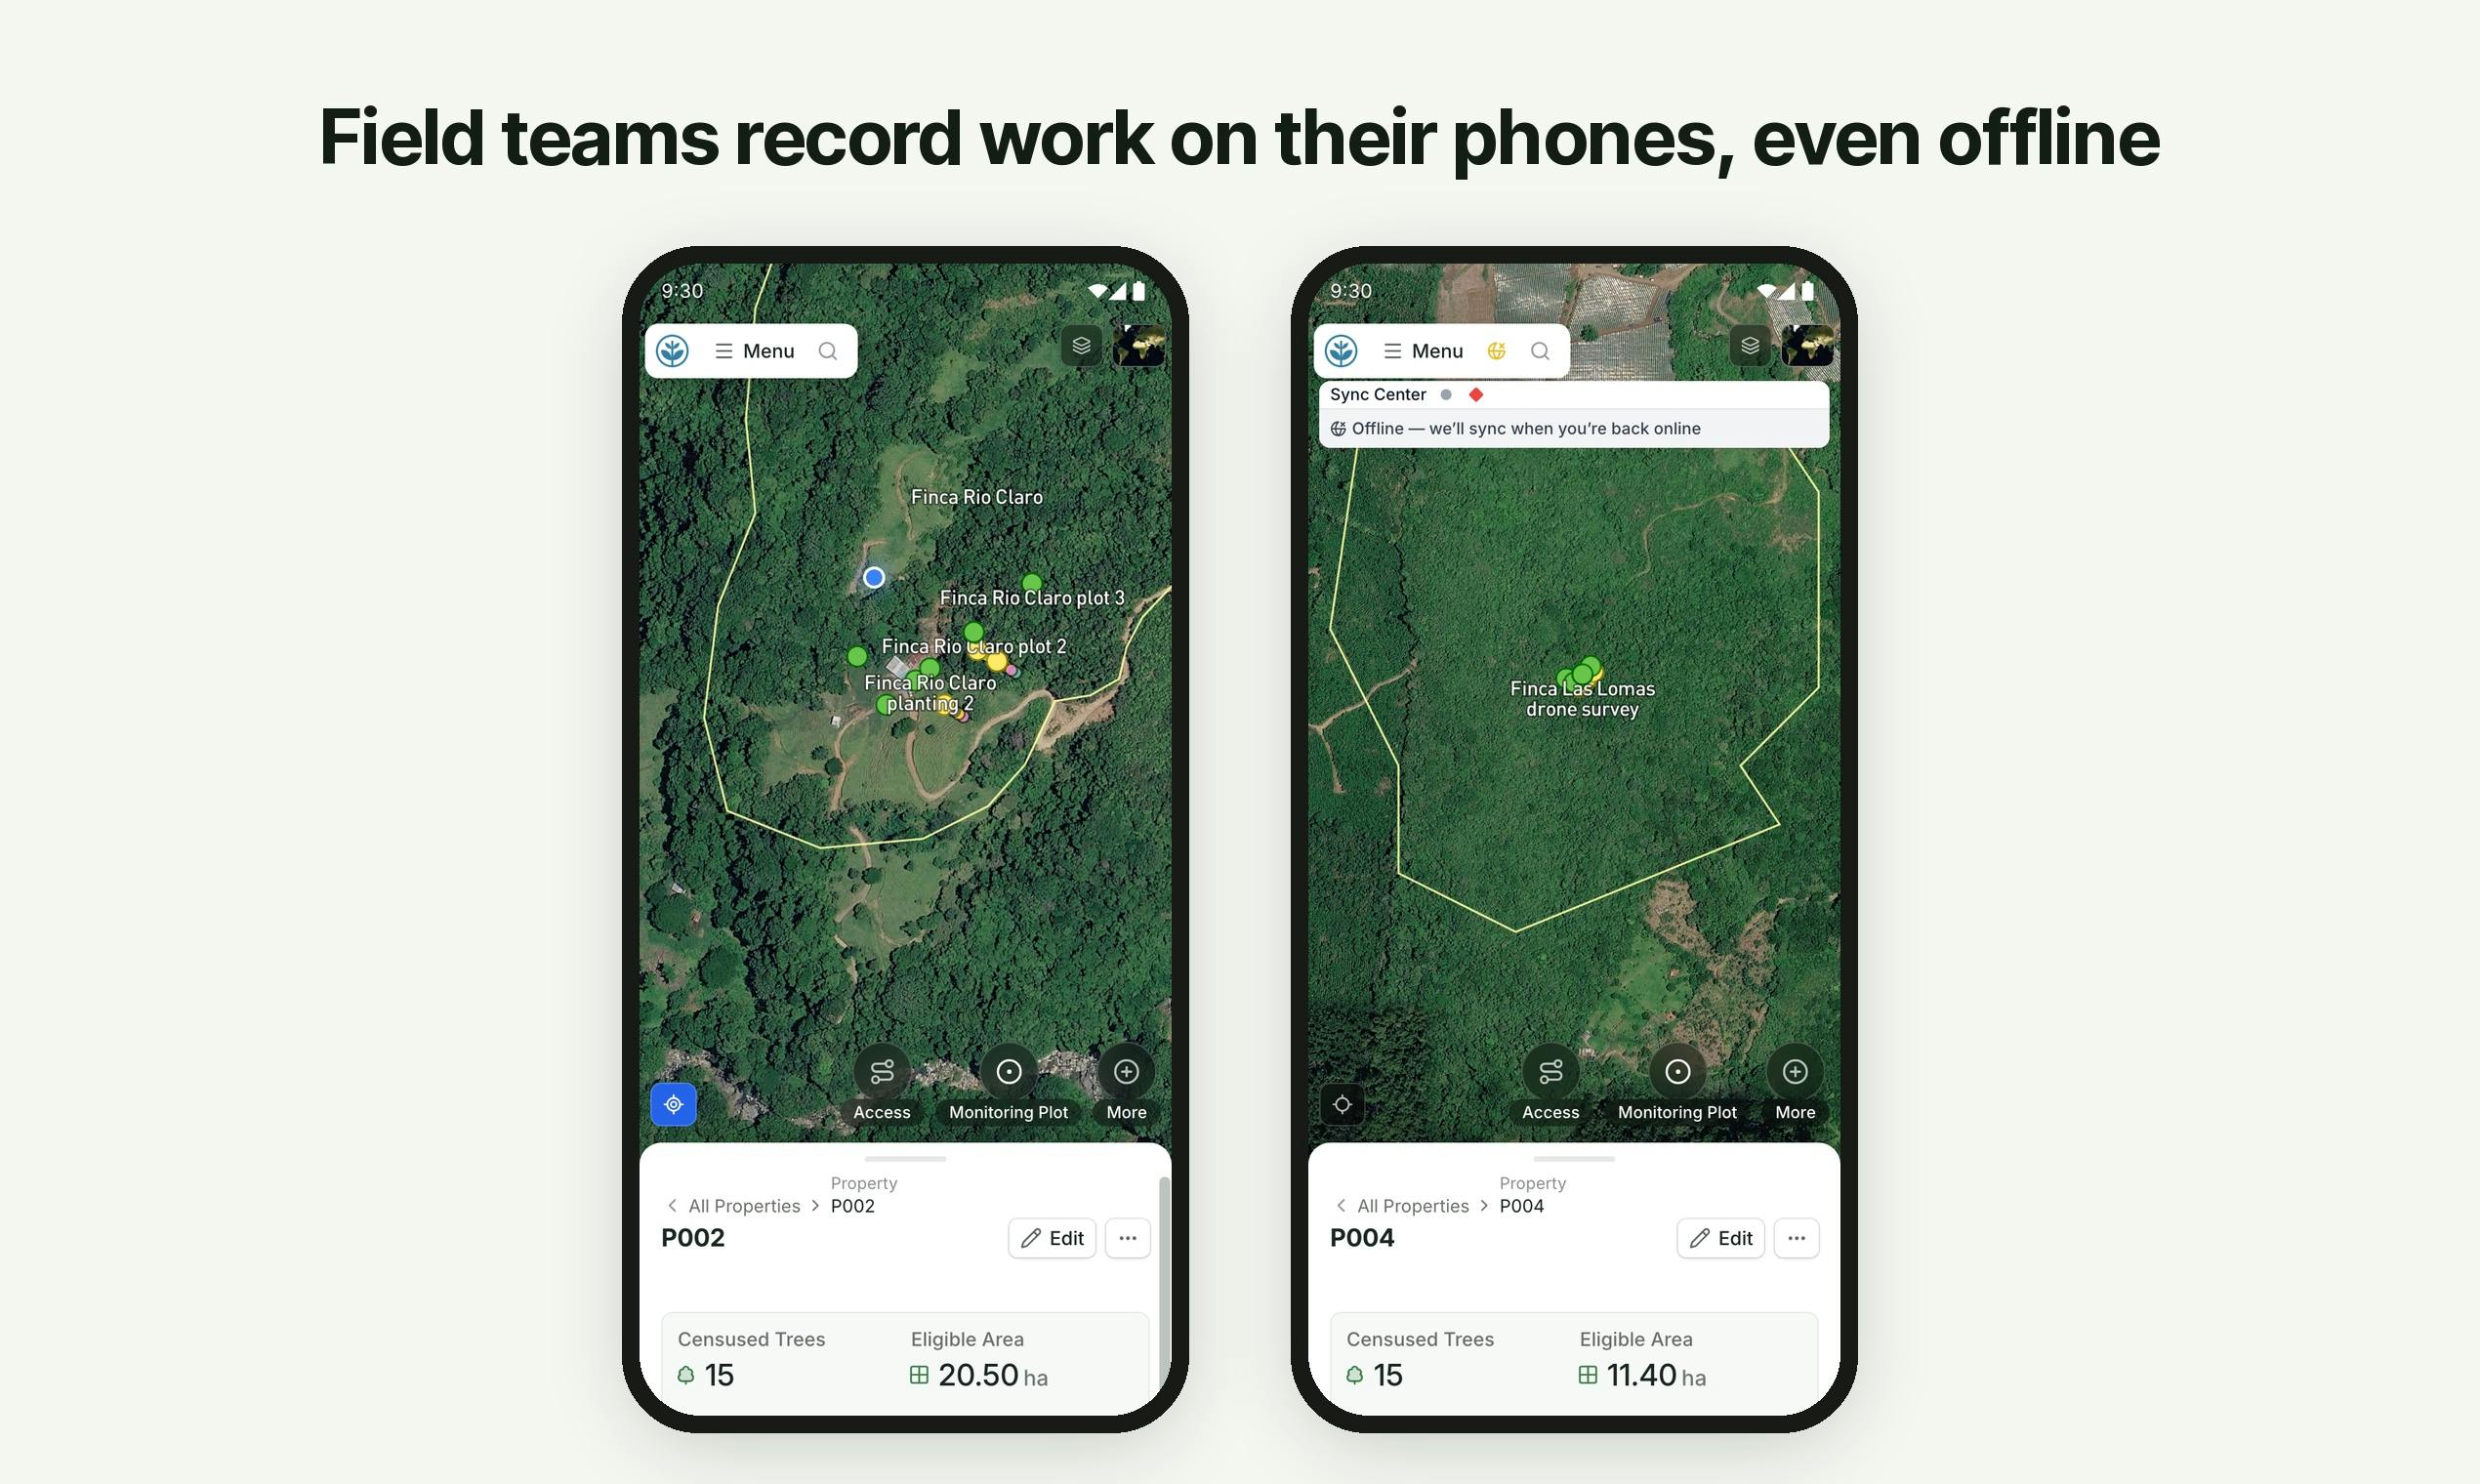 Field teams record work on their phones, even offline
9:30
Menu
Finca Rio Claro
Finca Rio Claro plot 3
Finca Rio Claro plot 2
Finca Rio Claro
planting 2
Access
Monitoring Plot
More
Property
All Properties > P002
P002
Edit
Censused Trees
Eligible Area
15
20.50 ha
9:30
Menu
Sync Center
Offline — we’ll sync when you’re back online
Finca Las Lomas
drone survey
Access
Monitoring Plot
More
Property
All Properties > P004
P004
Edit
Censused Trees
Eligible Area
15
11.40 ha